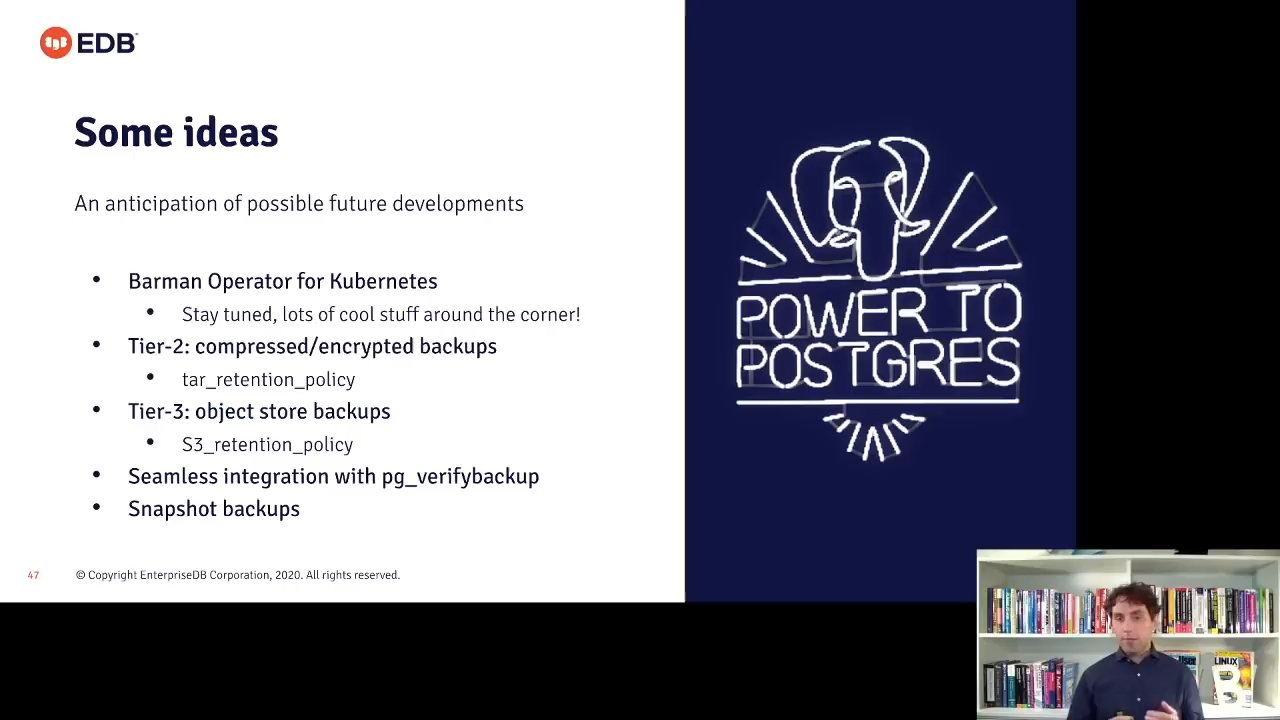 EDB
Some ideas
An anticipation of possible future developments
• Barman Operator for Kubernetes
• Stay tuned, lots of cool stuff around the corner!
• Tier-2: compressed/encrypted backups
• tar_retention_policy
• Tier-3: object store backups
• S3_retention_policy
• Seamless integration with pg_verifybackup
• Snapshot backups
47
© Copyright EnterpriseDB Corporation, 2020. All rights reserved.
POWER TO
POSTGRES
LINUX